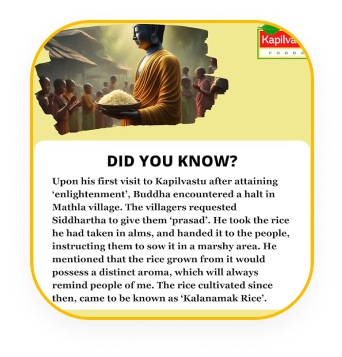 Kapilva
FOODS
DID YOU KNOW?
Upon his first visit to Kapilvastu after attaining
‘enlightenment’, Buddha encountered a halt in
Mathla village. The villagers requested
Siddhartha to give them ‘prasad’. He took the rice
he had taken in alms, and handed it to the people,
instructing them to sow it in a marshy area. He
mentioned that the rice grown from it would
possess a distinct aroma, which will always
remind people of me. The rice cultivated since
then, came to be known as ‘Kalanamak Rice’.